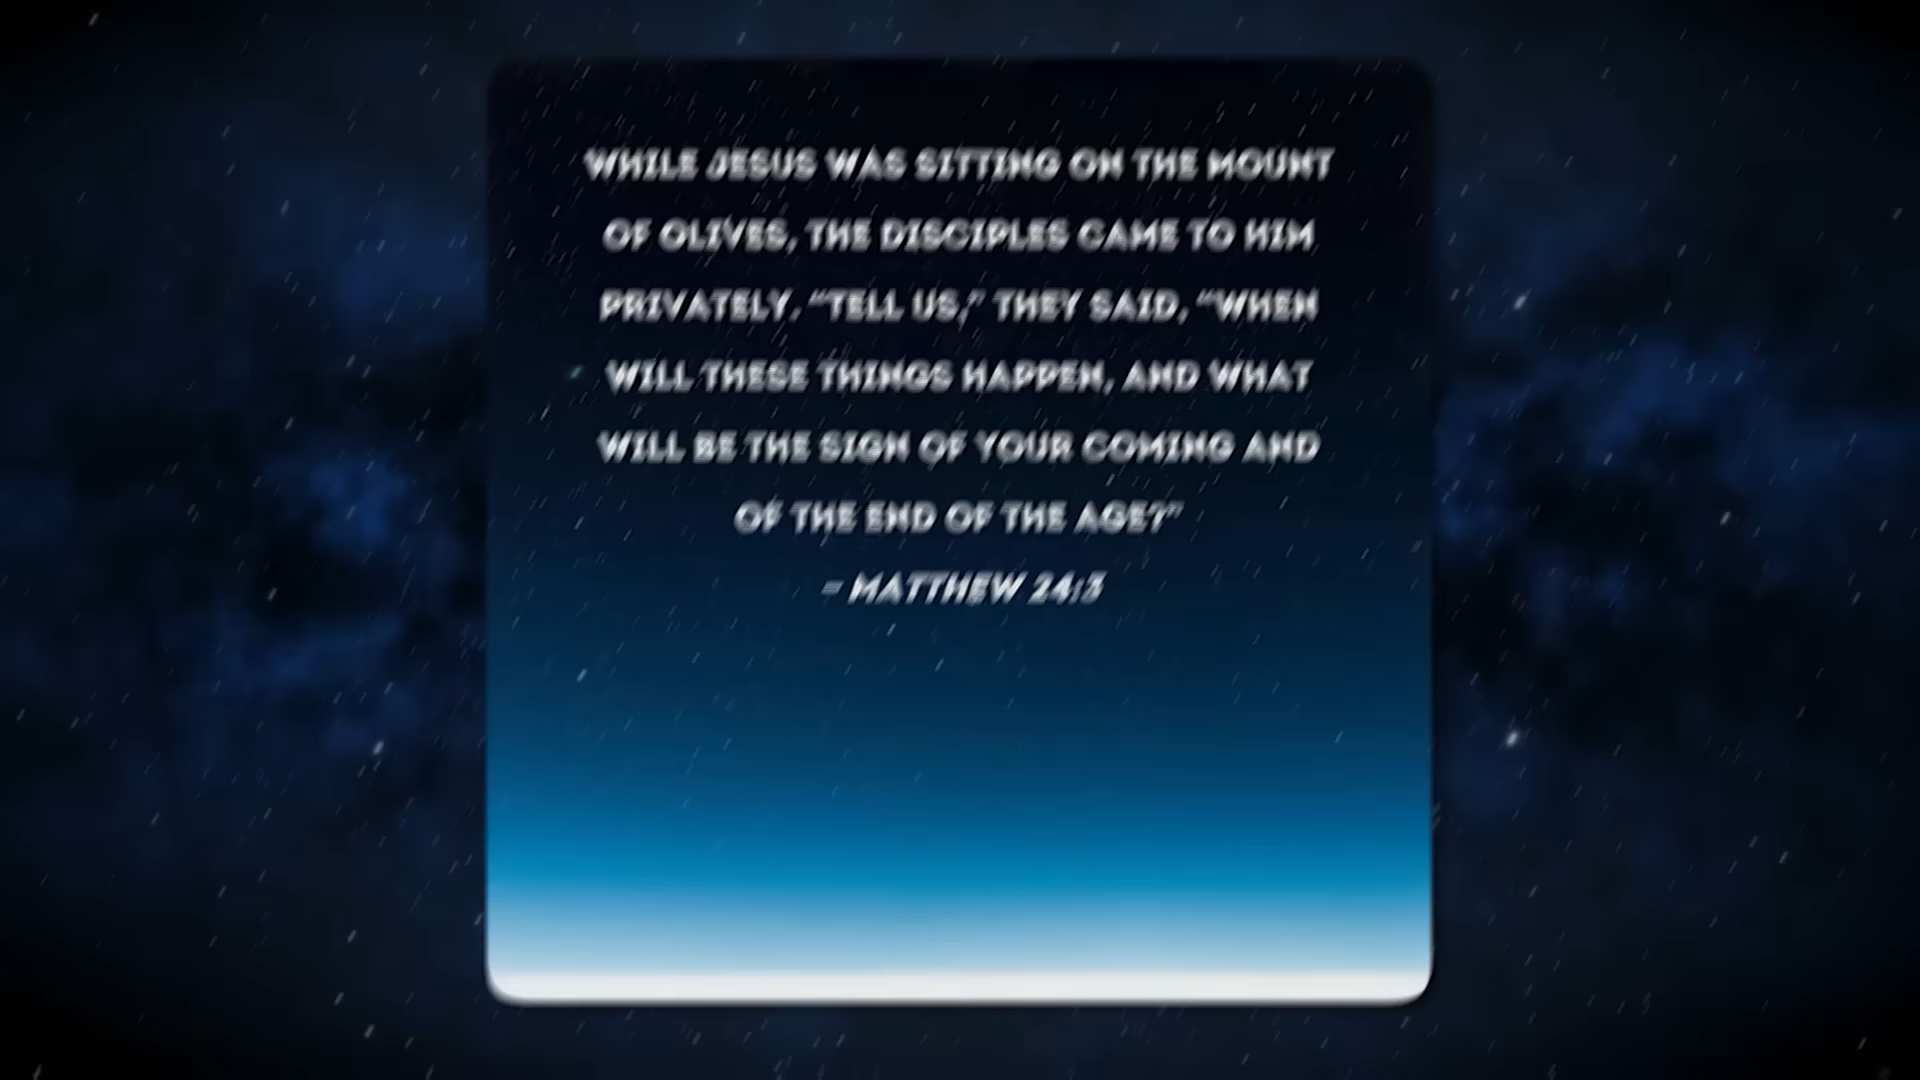 WHILE JESUS WAS SITTING ON THE MOUNT
OF OLIVES, THE DISCIPLES CAME TO HIM
PRIVATELY. “TELL US,” THEY SAID, “WHEN
WILL THESE THINGS HAPPEN, AND WHAT
WILL BE THE SIGN OF YOUR COMING AND
OF THE END OF THE AGE?”
– MATTHEW 24:3